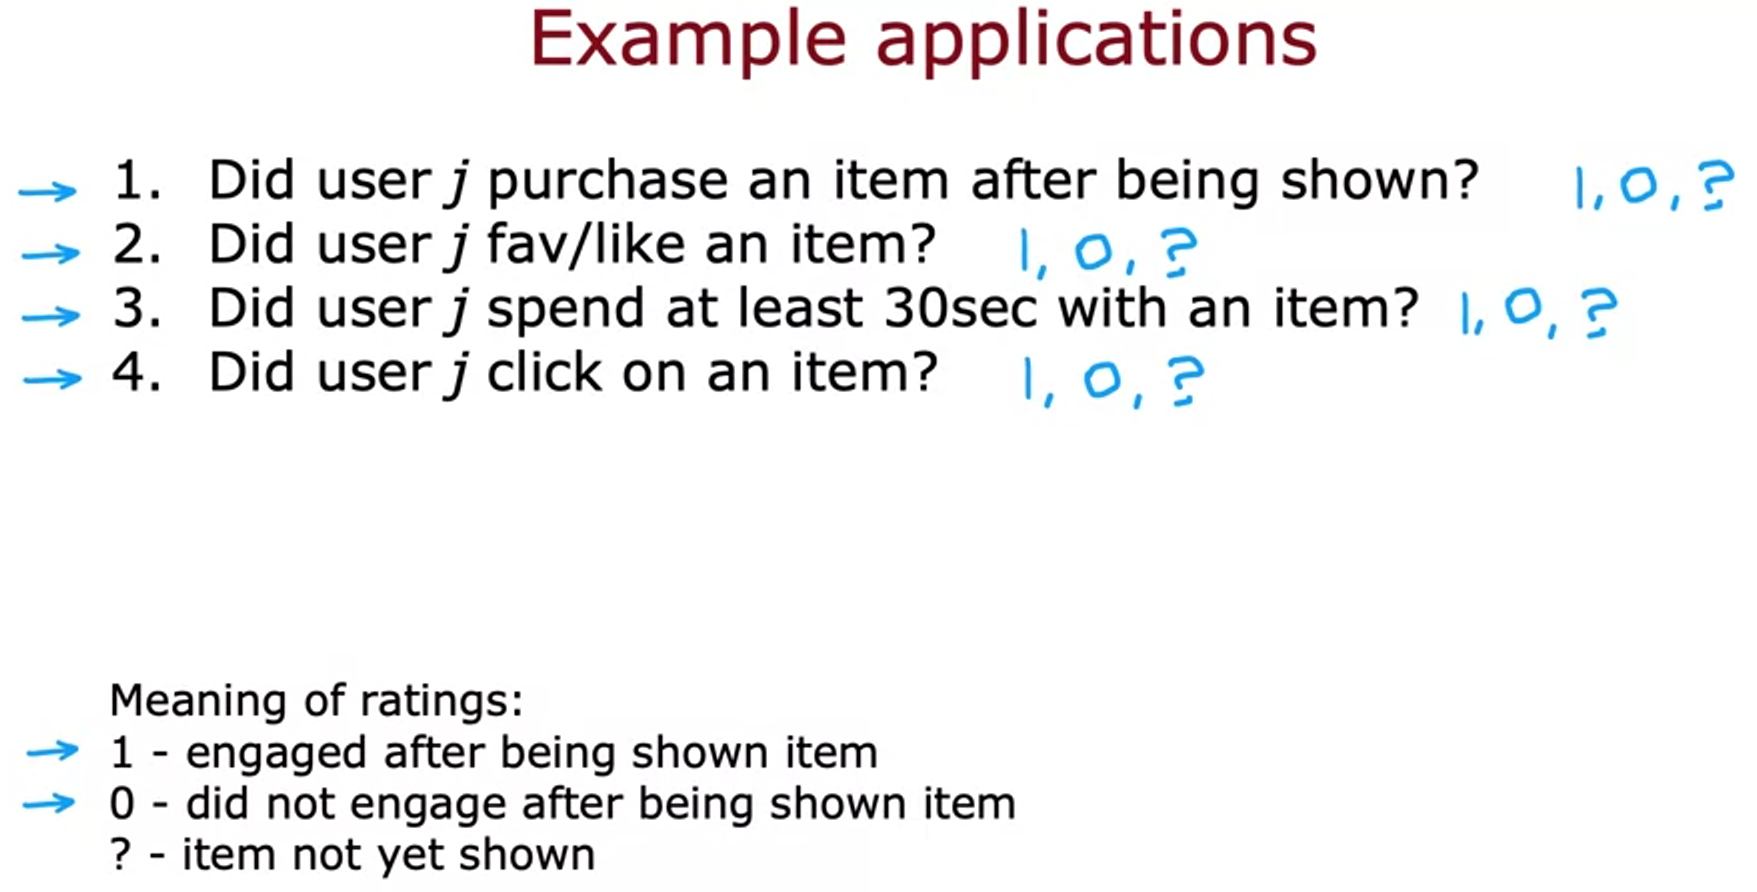 Example applications
→ 1. Did user j purchase an item after being shown? 1, 0, ?
→ 2. Did user j fav/like an item? 1, 0, ?
→ 3. Did user j spend at least 30sec with an item? 1, 0, ?
→ 4. Did user j click on an item? 1, 0, ?
Meaning of ratings:
→ 1 - engaged after being shown item
→ 0 - did not engage after being shown item
? - item not yet shown